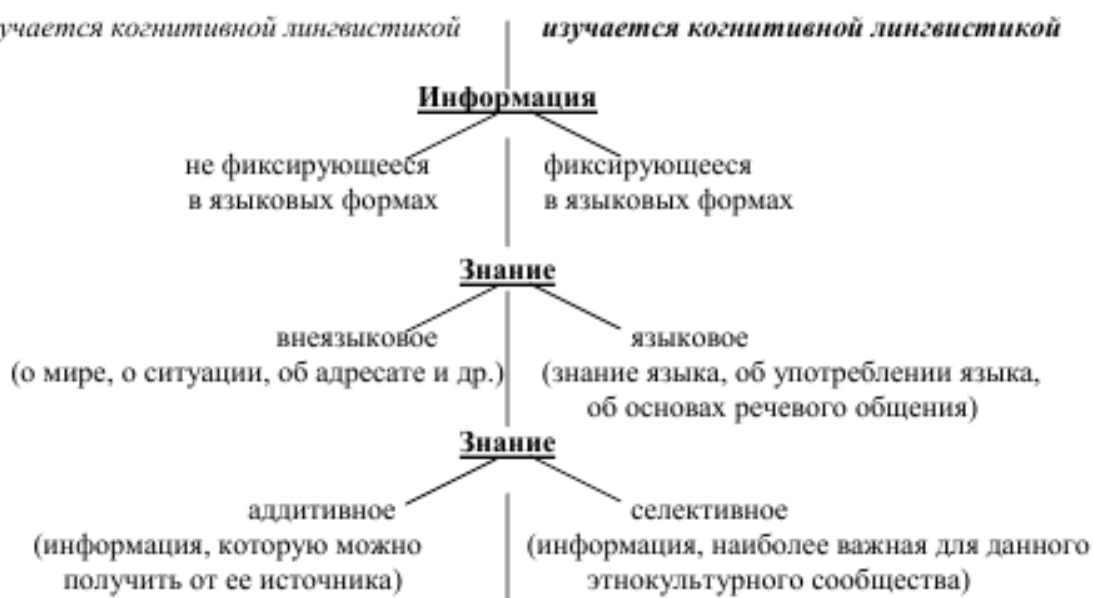 когнитивной лингвистикой изучается когнитивной лингвистикой
Информация
не фиксирующееся фиксирующееся
в языковых формах в языковых формах
Знание
внеязыковое языковое
(о мире, о ситуации, об адресате и др.) (знание языка, об употреблении языка,
об основах речевого общения)
Знание
аддитивное селективное
(информация, которую можно (информация, наиболее важная для данного
получить от ее источника) этнокультурного сообщества)